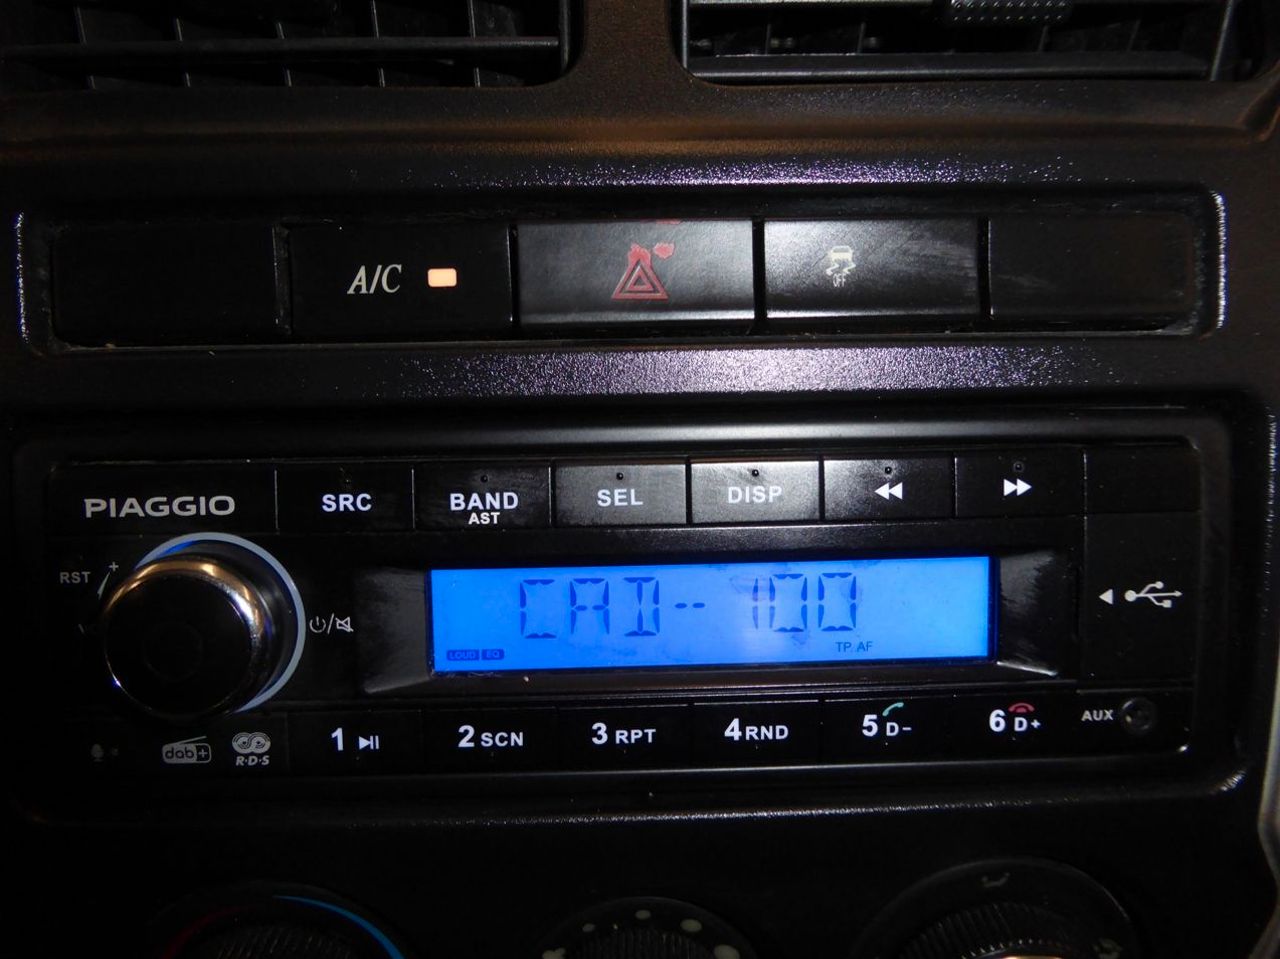 A/C
OFF
PIAGGIO
SRC
BAND
AST
SEL
DISP
RST
CAI-- 100
LOUD EQ
TP AF
dab+
R·D·S
1
2 SCN
3 RPT
4 RND
5 D-
6 D+
AUX